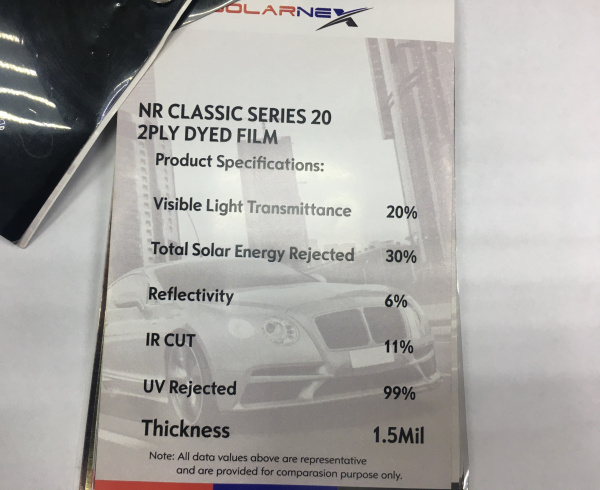 SOLARNEX
NR CLASSIC SERIES 20
2PLY DYED FILM
Product Specifications:
Visible Light Transmittance 20%
Total Solar Energy Rejected 30%
Reflectivity 6%
IR CUT 11%
UV Rejected 99%
Thickness 1.5Mil
Note: All data values above are representative
and are provided for comparasion purpose only.